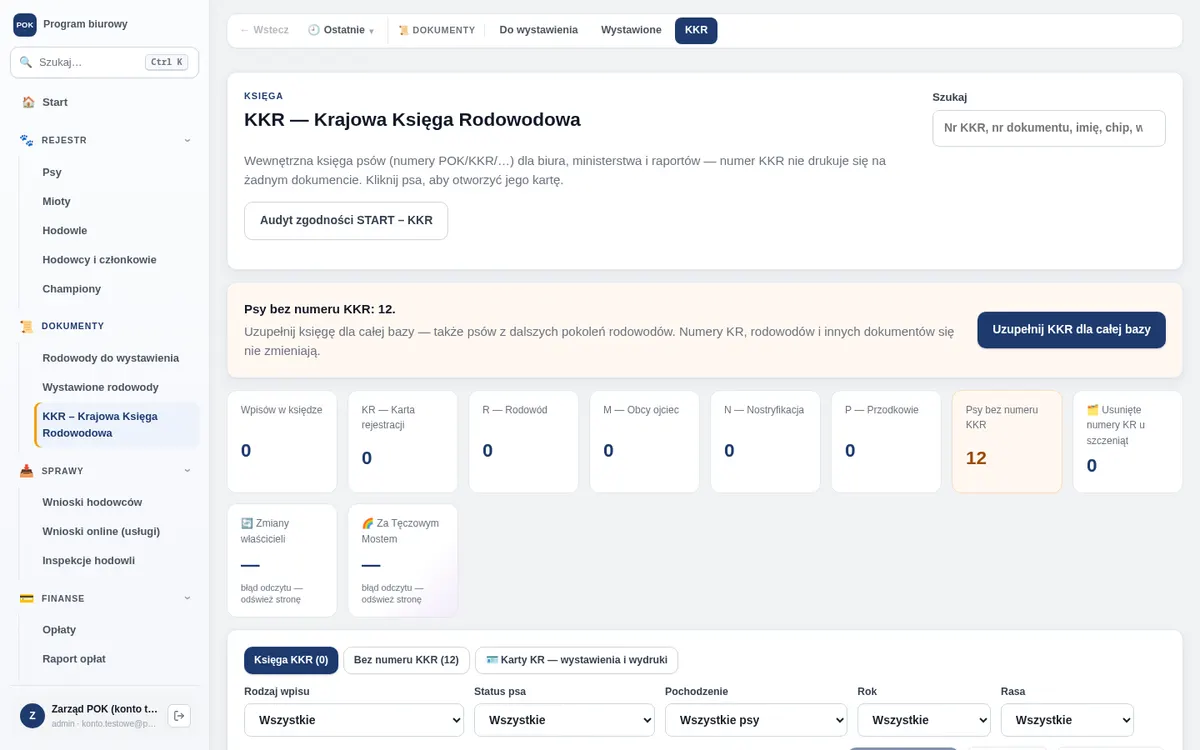 POK Program biurowy
Szukaj… Ctrl K
Start
REJESTR
Psy
Mioty
Hodowle
Hodowcy i członkowie
Championy
DOKUMENTY
Rodowody do wystawienia
Wystawione rodowody
KKR – Krajowa Księga
Rodowodowa
SPRAWY
Wnioski hodowców
Wnioski online (usługi)
Inspekcje hodowli
FINANSE
Opłaty
Raport opłat
Z Zarząd POK (konto t…
admin · konto.testowe@p…
← Wstecz Ostatnie ▾ DOKUMENTY Do wystawienia Wystawione KKR
KSIĘGA
KKR — Krajowa Księga Rodowodowa
Szukaj
Nr KKR, nr dokumentu, imię, chip, w
Wewnętrzna księga psów (numery POK/KKR/…) dla biura, ministerstwa i raportów — numer KKR nie drukuje się na
żadnym dokumencie. Kliknij psa, aby otworzyć jego kartę.
Audyt zgodności START – KKR
Psy bez numeru KKR: 12.
Uzupełnij księgę dla całej bazy — także psów z dalszych pokoleń rodowodów. Numery KR, rodowodów i innych dokumentów się
nie zmieniają.
Uzupełnij KKR dla całej bazy
Wpisów w księdze
0
KR — Karta
rejestracji
0
R — Rodowód
0
M — Obcy ojciec
0
N — Nostryfikacja
0
P — Przodkowie
0
Psy bez numeru
KKR
12
Usunięte
numery KR u
szczeniąt
0
Zmiany
właścicieli
—
błąd odczytu —
odśwież stronę
Za Tęczowym
Mostem
—
błąd odczytu —
odśwież stronę
Księga KKR (0) Bez numeru KKR (12) Karty KR — wystawienia i wydruki
Rodzaj wpisu Status psa Pochodzenie Rok Rasa
Wszystkie Wszystkie Wszystkie psy Wszystkie Wszystkie